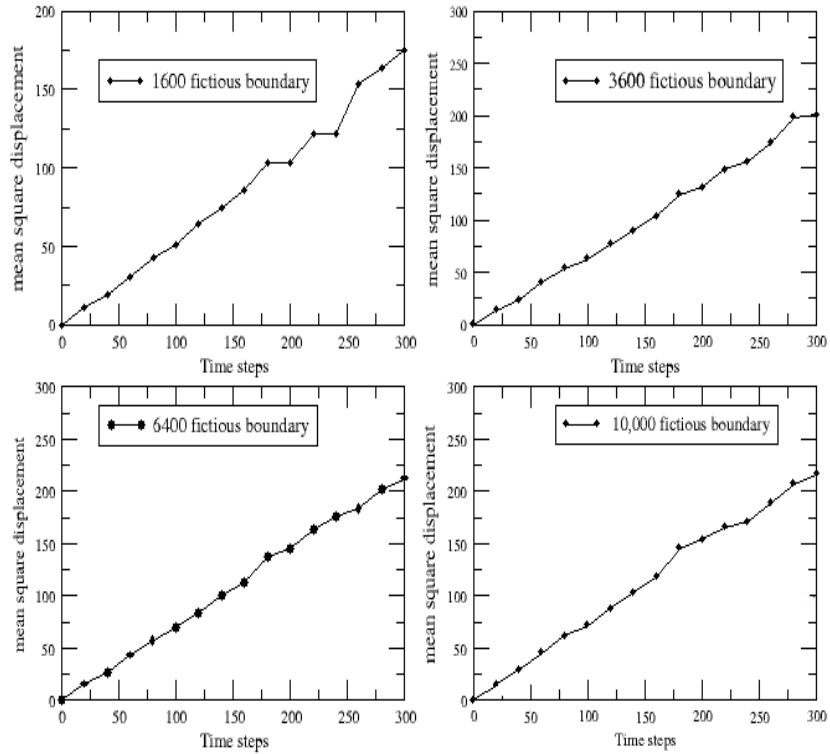 200
150
100
50
0
mean square displacement
1600 fictious boundary
0 50 100 150 200 250 300
Time steps
300
250
200
150
100
50
0
mean square displacement
3600 fictious boundary
0 50 100 150 200 250 300
Time steps
300
250
200
150
100
50
0
mean square displacement
6400 fictious boundary
0 50 100 150 200 250 300
Time steps
300
250
200
150
100
50
0
mean square displacement
10,000 fictious boundary
0 50 100 150 200 250 300
Time steps